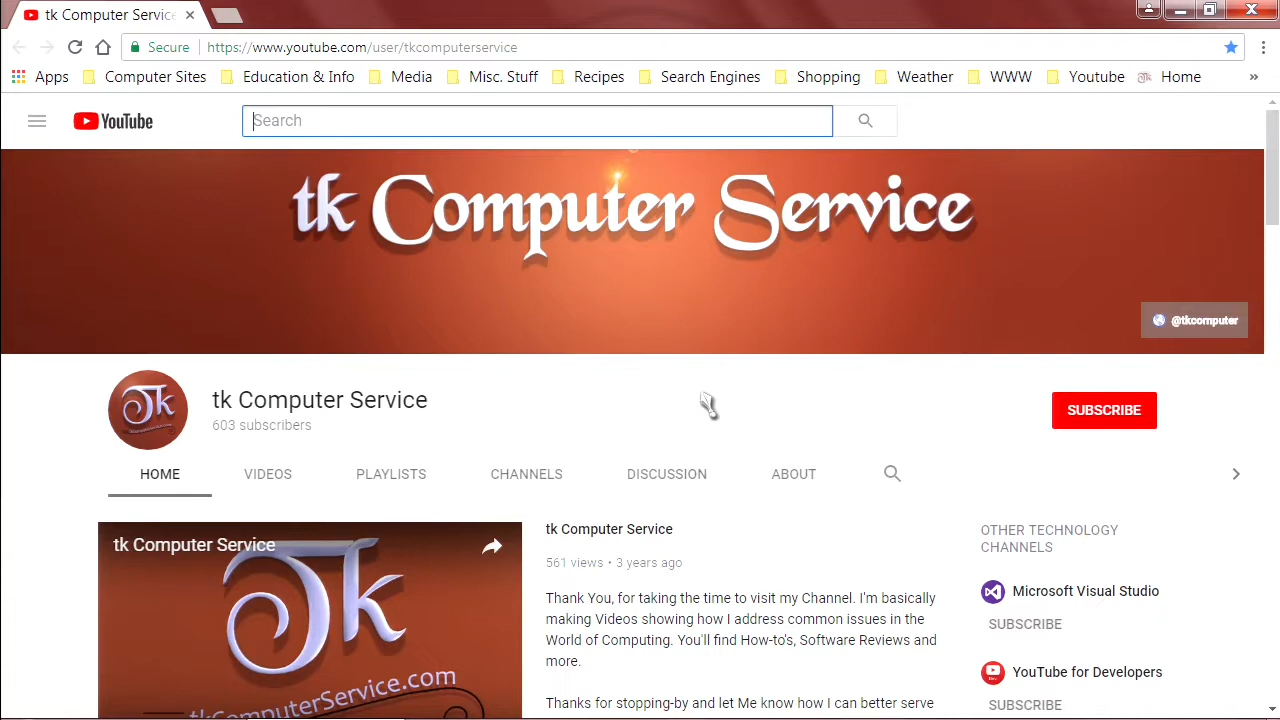 tk Computer Service
Secure https://www.youtube.com/user/tkcomputerservice
Apps Computer Sites Education & Info Media Misc. Stuff Recipes Search Engines Shopping Weather WWW Youtube Home »
YouTube
Search
tk Computer Service
@tkcomputer
tk Computer Service
603 subscribers
SUBSCRIBE
HOME VIDEOS PLAYLISTS CHANNELS DISCUSSION ABOUT
tk Computer Service
Tk
tkComputerService.com
tk Computer Service
561 views • 3 years ago
Thank You, for taking the time to visit my Channel. I'm basically
making Videos showing how I address common issues in the
World of Computing. You'll find How-to's, Software Reviews and
more.
Thanks for stopping-by and let Me know how I can better serve
OTHER TECHNOLOGY
CHANNELS
Microsoft Visual Studio
SUBSCRIBE
YouTube for Developers
SUBSCRIBE